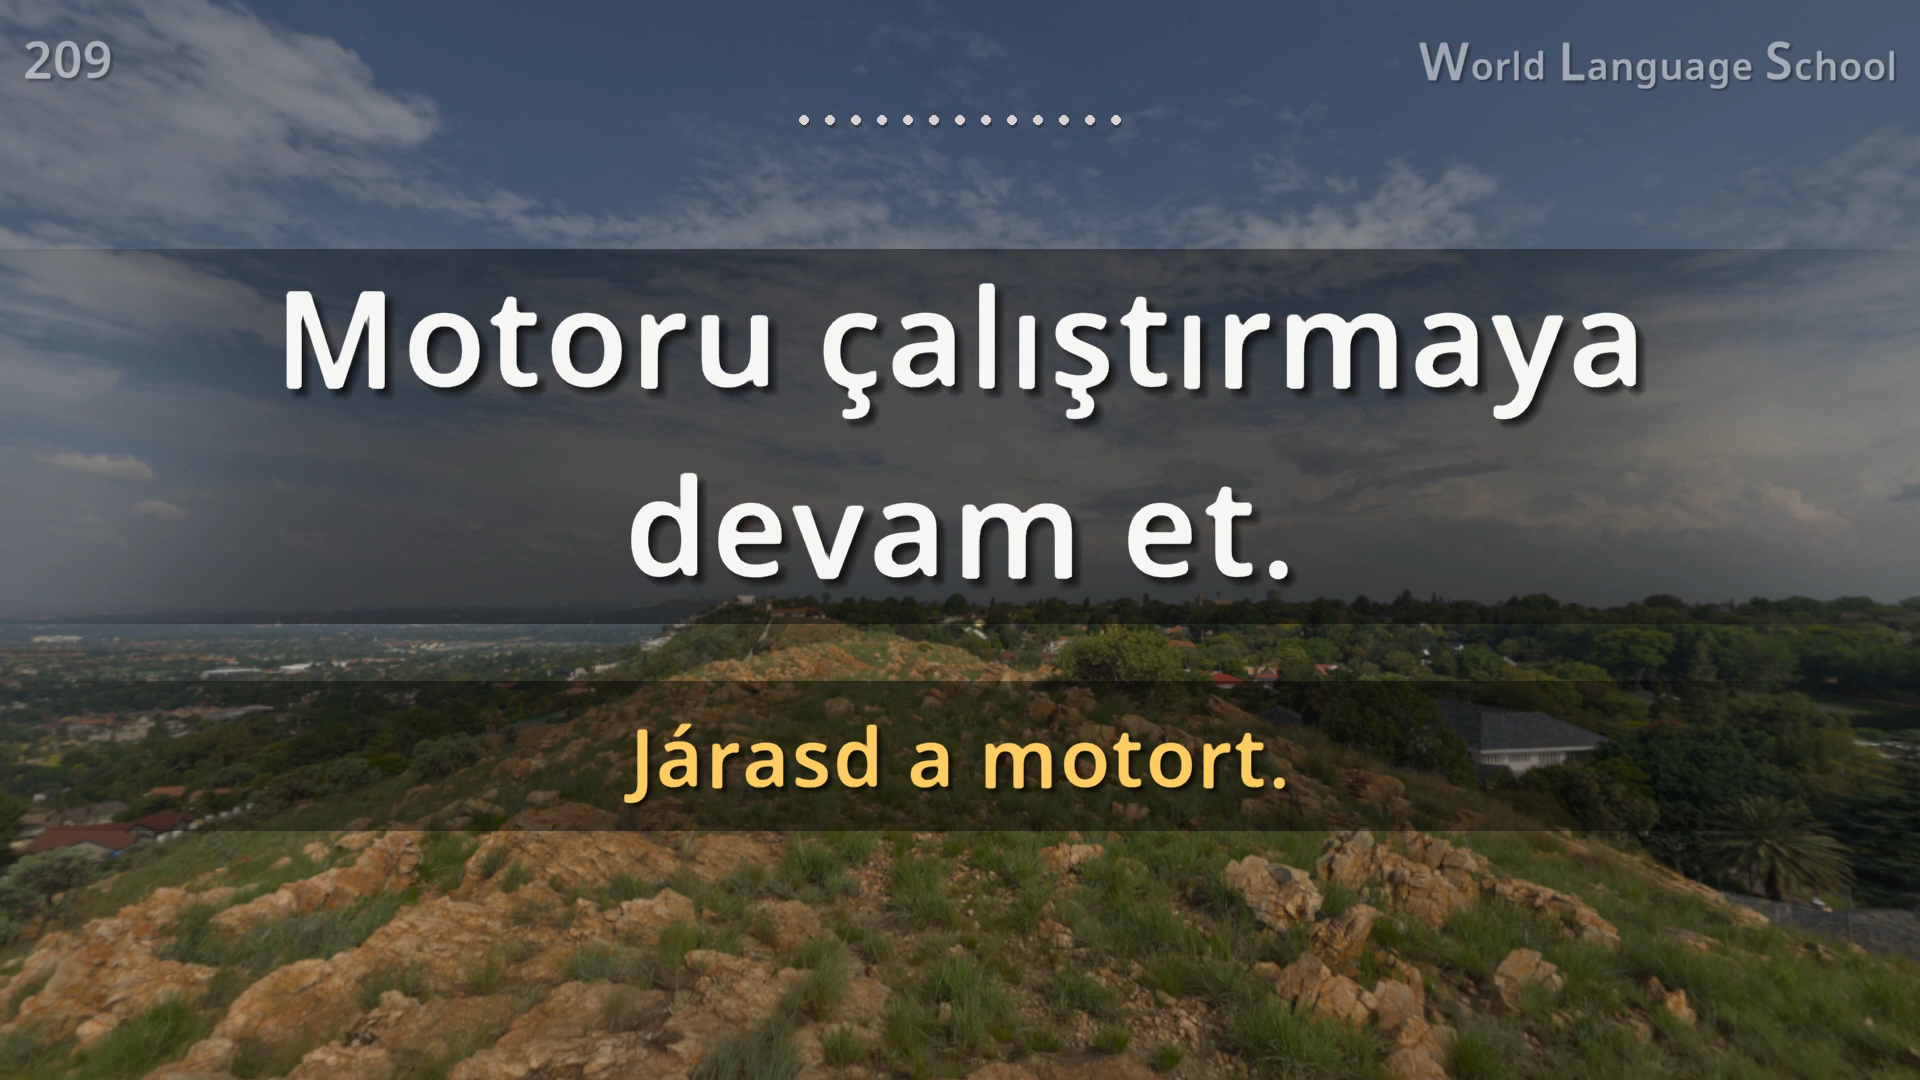 209
World Language School
Motoru çalıştırmaya
devam et.
Járasd a motort.